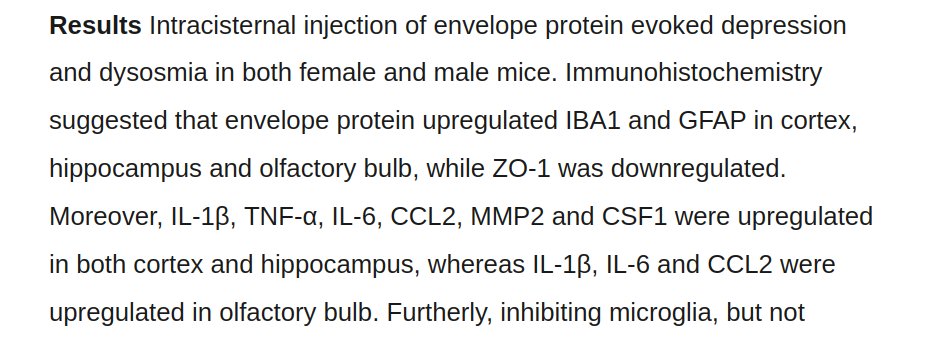 Results Intracisternal injection of envelope protein evoked depression
and dysosmia in both female and male mice. Immunohistochemistry
suggested that envelope protein upregulated IBA1 and GFAP in cortex,
hippocampus and olfactory bulb, while ZO-1 was downregulated.
Moreover, IL-1β, TNF-α, IL-6, CCL2, MMP2 and CSF1 were upregulated
in both cortex and hippocampus, whereas IL-1β, IL-6 and CCL2 were
upregulated in olfactory bulb. Furtherly, inhibiting microglia, but not